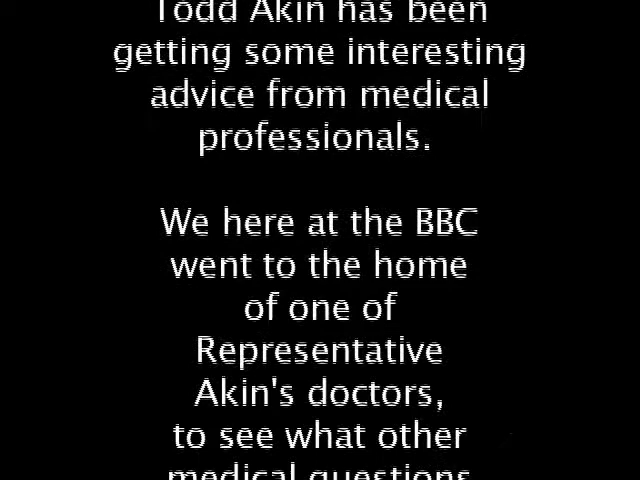 Todd Akin has been
getting some interesting
advice from medical
professionals.
We here at the BBC
went to the home
of one of
Representative
Akin's doctors,
to see what other
medical questions